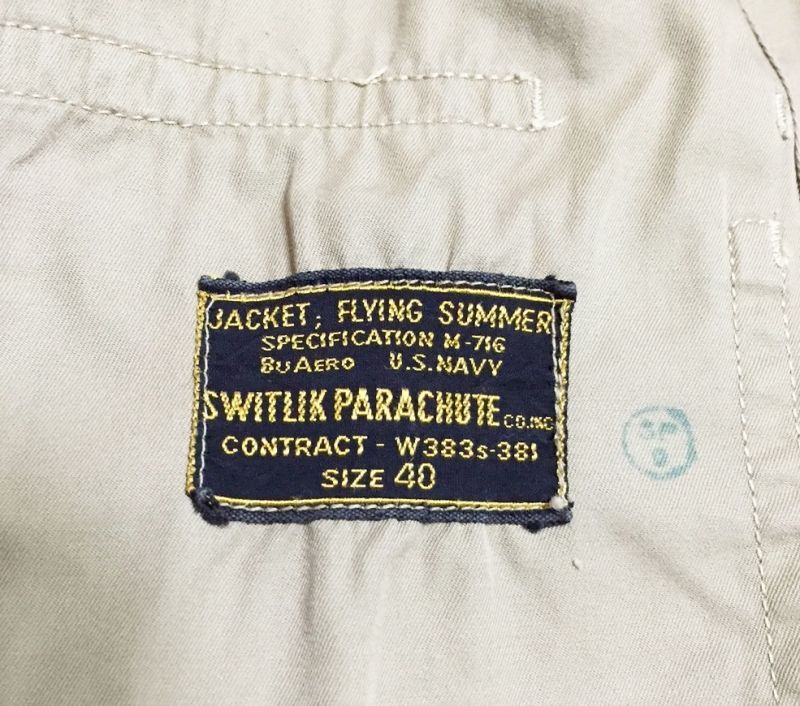 JACKET; FLYING SUMMER
SPECIFICATION M-716
BUAERO U.S.NAVY
SWITLIK PARACHUTE CO.INC
CONTRACT - W383s-381
SIZE 40